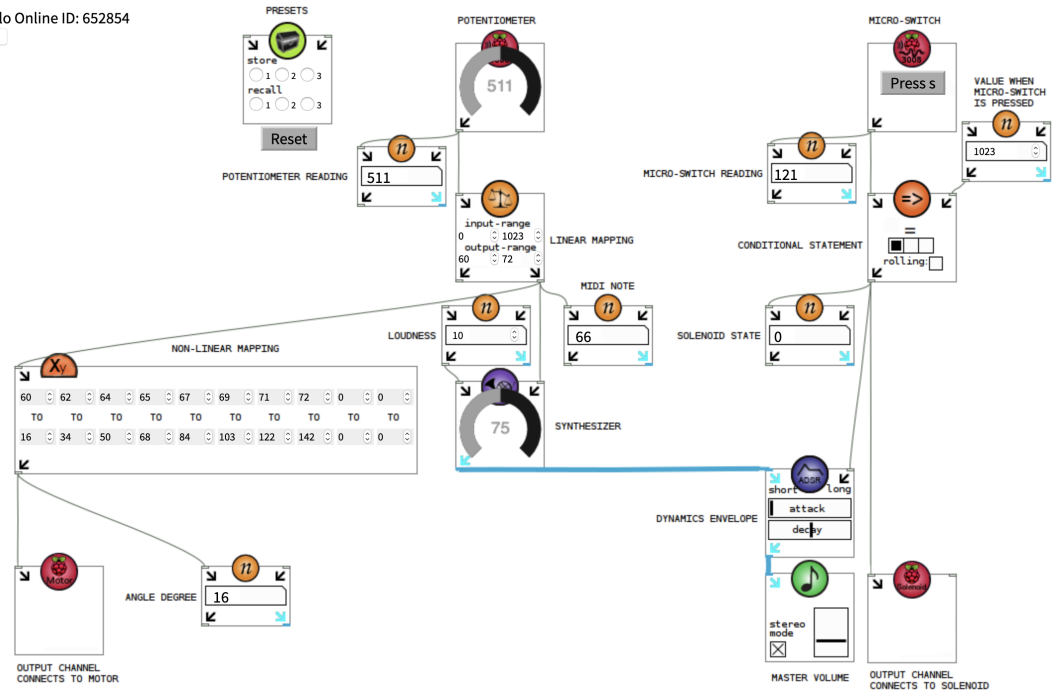 lo Online ID: 652854
PRESETS
store
1 2 3
recall
1 2 3
Reset
POTENTIOMETER
511
MICRO-SWITCH
Press s
VALUE WHEN
MICRO-SWITCH
IS PRESSED
n
1023
n
POTENTIOMETER READING
511
n
MICRO-SWITCH READING
121
input-range
0 1023
output-range
60 72
LINEAR MAPPING
=>
=
rolling:
CONDITIONAL STATEMENT
MIDI NOTE
n
66
n
LOUDNESS
10
n
SOLENOID STATE
0
NON-LINEAR MAPPING
Xy
60 62 64 65 67 69 71 72 0 0
TO TO TO TO TO TO TO TO TO TO
16 34 50 68 84 103 122 142 0 0
75
SYNTHESIZER
ADSR
short long
attack
decay
DYNAMICS ENVELOPE
Motor
OUTPUT CHANNEL
CONNECTS TO MOTOR
n
ANGLE DEGREE
16
stereo
mode
MASTER VOLUME
Solenoid
OUTPUT CHANNEL
CONNECTS TO SOLENOID